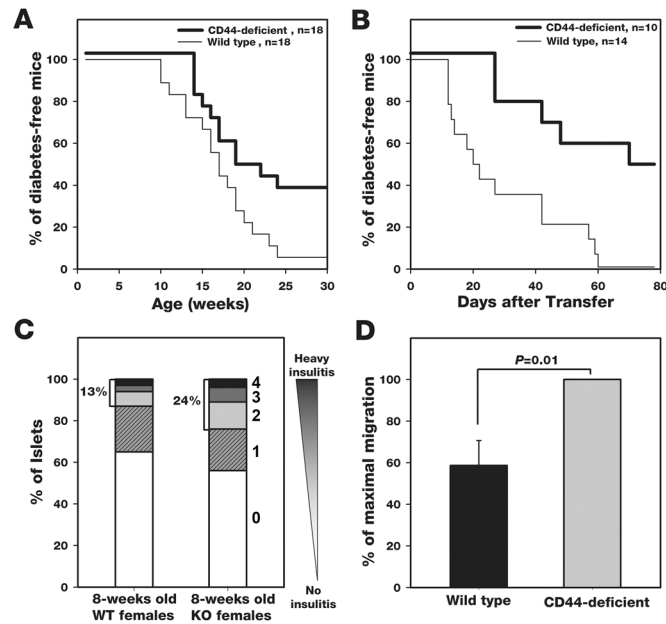 A
CD44-deficient , n=18
Wild type , n=18
% of diabetes-free mice
100
80
60
40
20
0
0 5 10 15 20 25 30
Age (weeks)
B
CD44-deficient, n=10
Wild type, n=14
% of diabetes-free mice
100
80
60
40
20
0
0 20 40 60 80
Days after Transfer
C
% of Islets
100
80
60
40
20
0
13%
24%
4
3
2
1
0
Heavy
insulitis
No
insulitis
8-weeks old
WT females
8-weeks old
KO females
D
% of maximal migration
100
80
60
40
20
0
P=0.01
Wild type
CD44-deficient